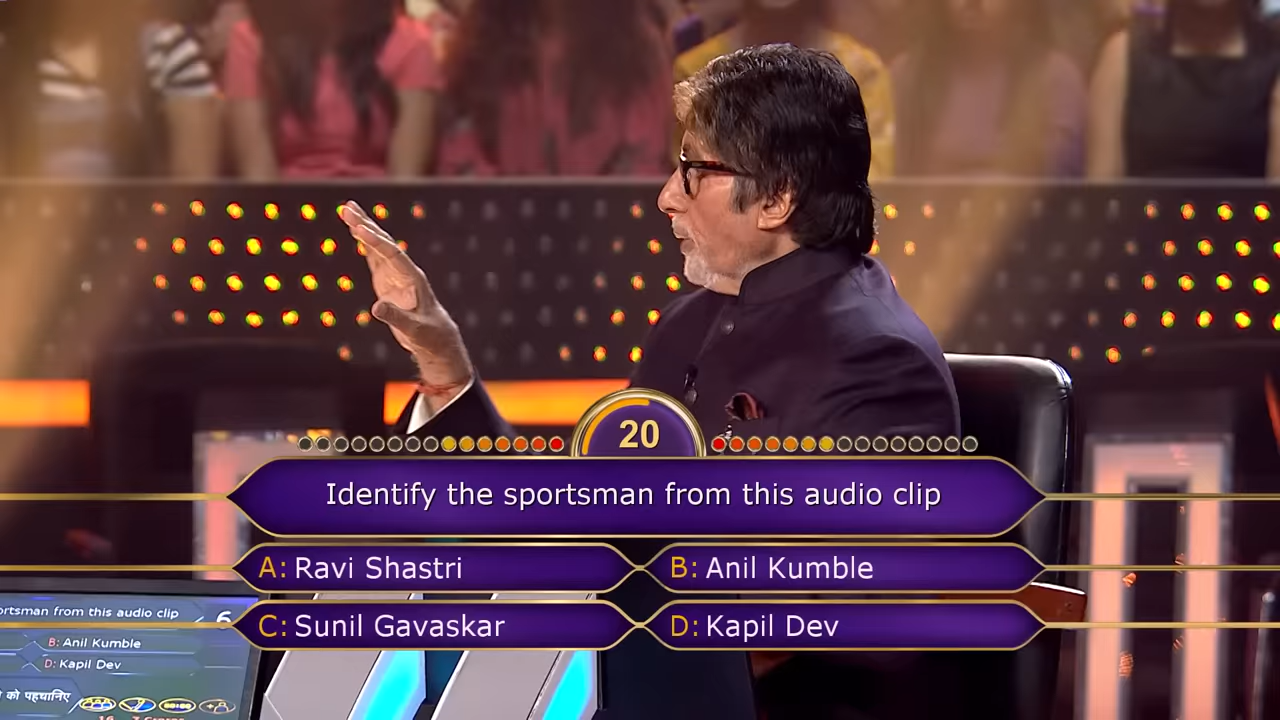 20
Identify the sportsman from this audio clip
A: Ravi Shastri
B: Anil Kumble
C: Sunil Gavaskar
D: Kapil Dev
ortsman from this audio clip
6
B: Anil Kumble
D: Kapil Dev
को पहचानिए